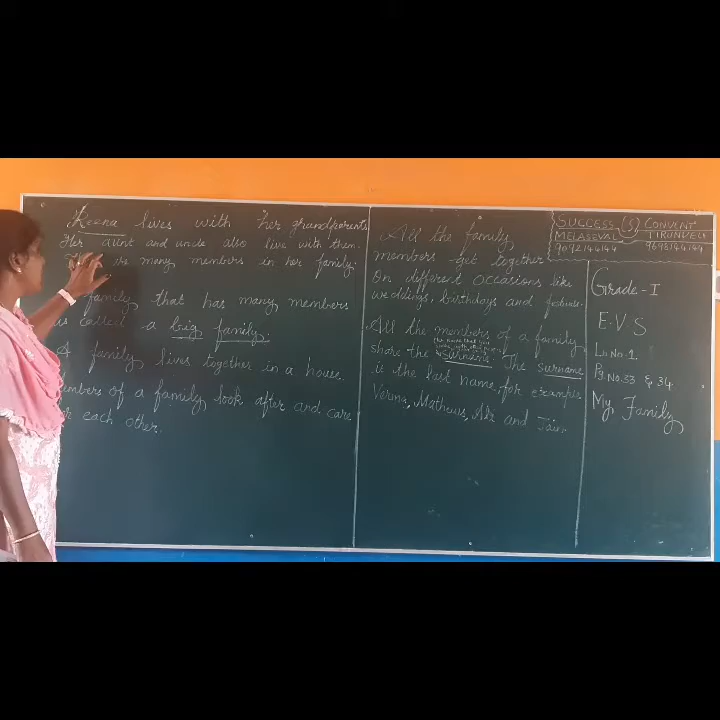 Reena lives with her grandparents
Her aunt and uncle also live with them.
many members in her family.
family that has many members
is called a big family.
A family lives together in a house.
members of a family look after and care
each other.
All the family
members get together
On different occasions like
weddings, birthdays and
All the members of a family
share the surname. The surname
is the last name, for example
Verma, Mathews, and Jain.
SUCCESS (S) CONVENT
MELASEVAL TIRUNVELI
9092144144 9692144144
Grade-I
E.V S
Ln No.1.
Pg No.33 & 34
My Family